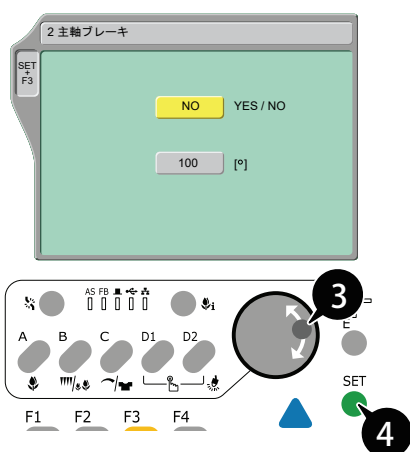 2 主軸ブレーキ
SET
+
F3
NO YES / NO
100 [°]
3
AS FB
A B C D1 D2 E
SET
F1 F2 F3 F4
4